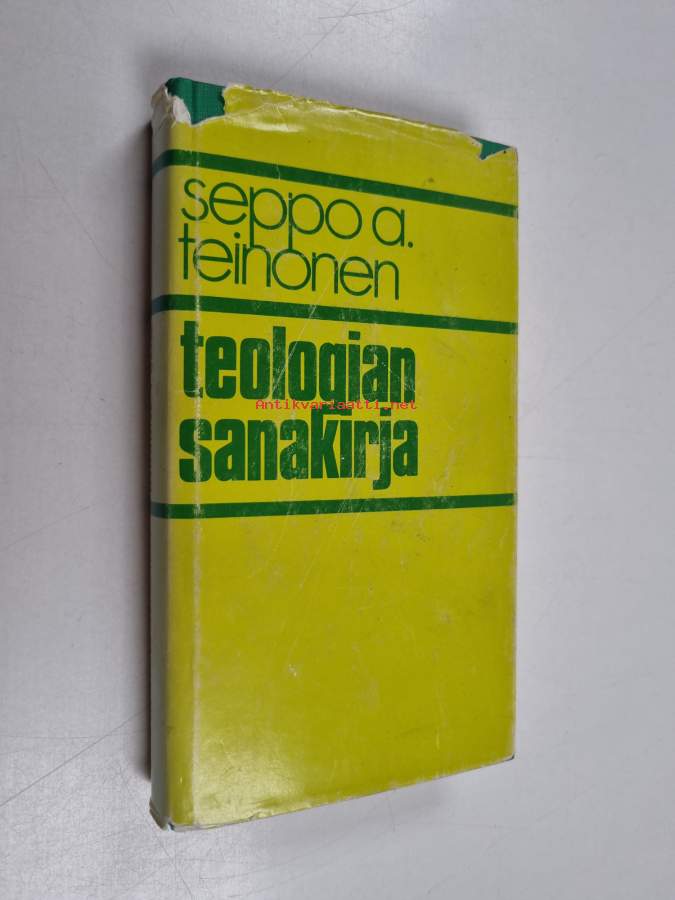 seppo a.
teinonen
teologian
Antikvariaatti.net
sanakirja